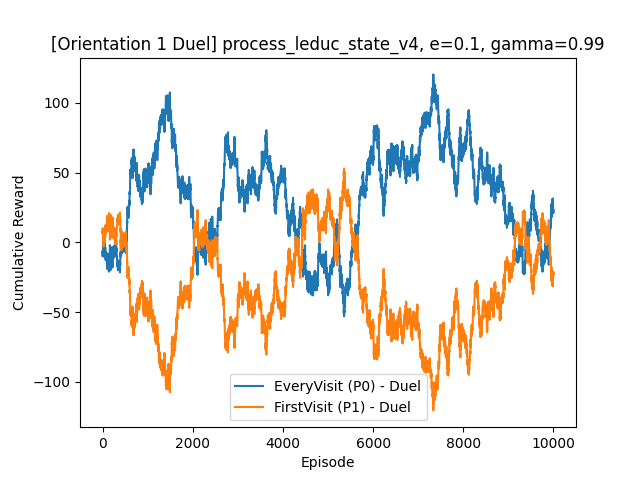 [Orientation 1 Duel] process_leduc_state_v4, e=0.1, gamma=0.99
Cumulative Reward
100
50
0
−50
−100
EveryVisit (P0) - Duel
FirstVisit (P1) - Duel
0 2000 4000 6000 8000 10000
Episode